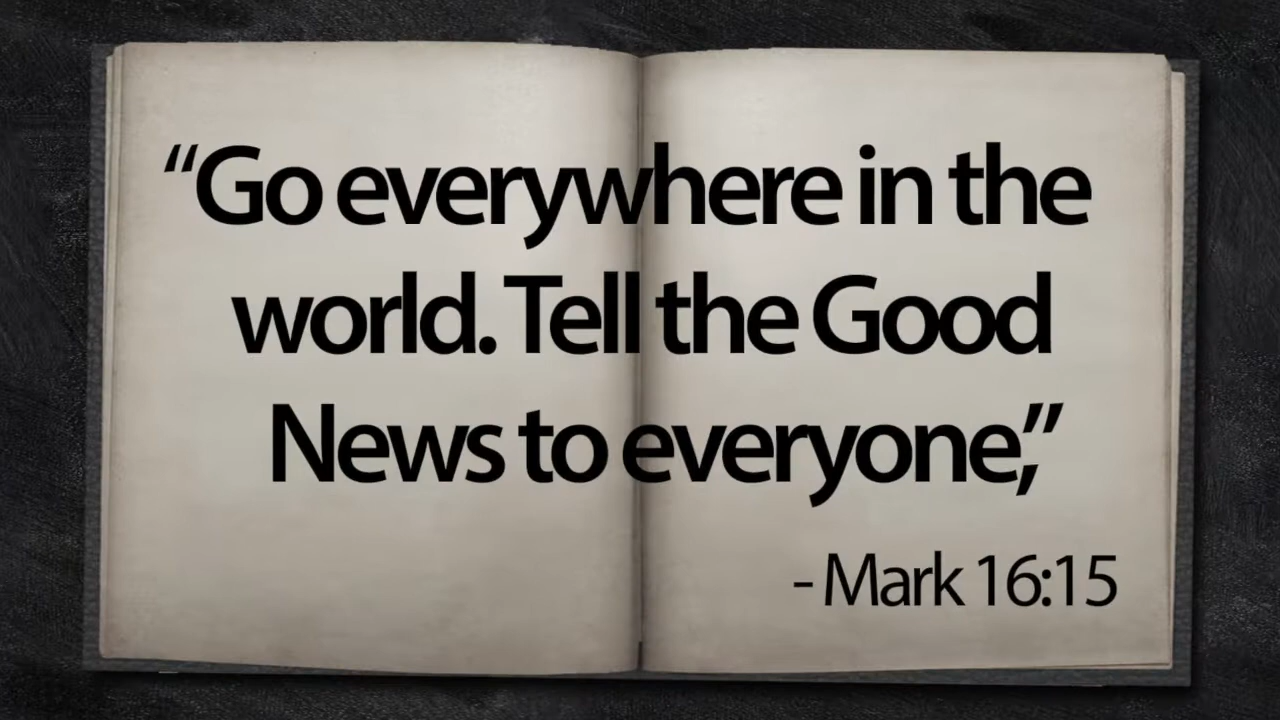 “Go everywhere in the
world. Tell the Good
News to everyone,”
- Mark 16:15